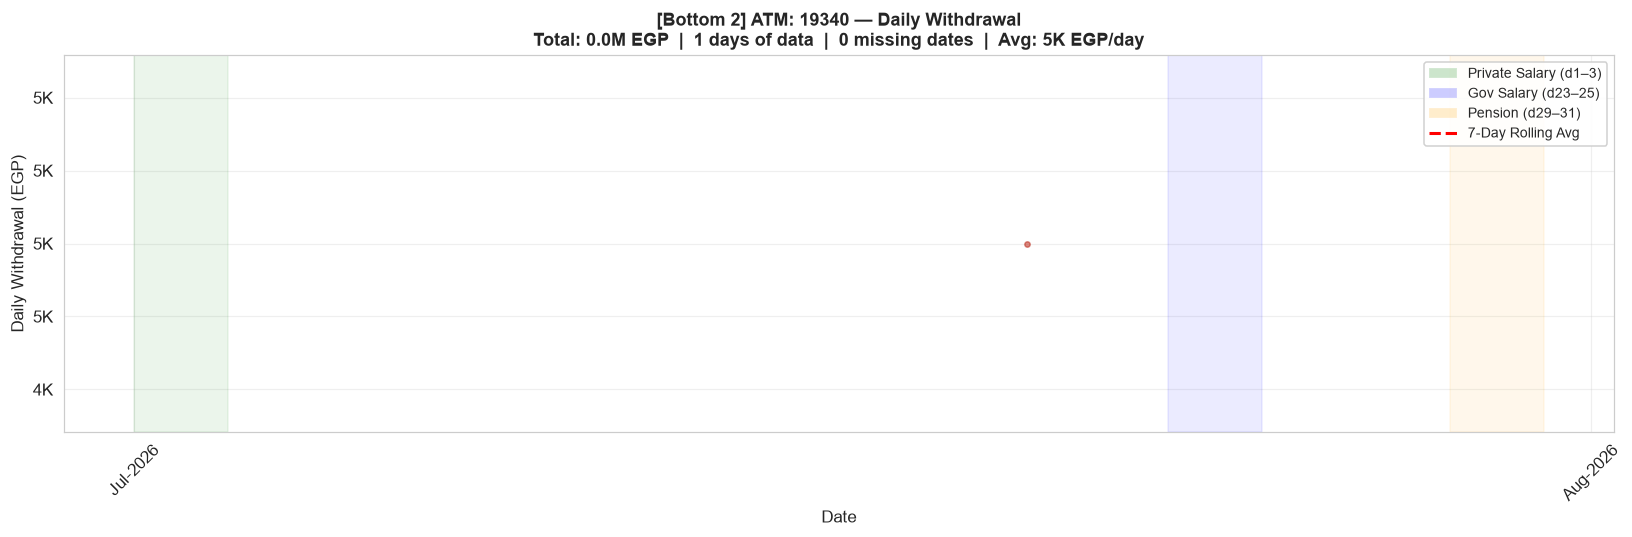 [Bottom 2] ATM: 19340 — Daily Withdrawal
Total: 0.0M EGP | 1 days of data | 0 missing dates | Avg: 5K EGP/day
Private Salary (d1–3)
Gov Salary (d23–25)
Pension (d29–31)
7-Day Rolling Avg
Daily Withdrawal (EGP)
5K
5K
5K
5K
4K
Jul-2026
Aug-2026
Date